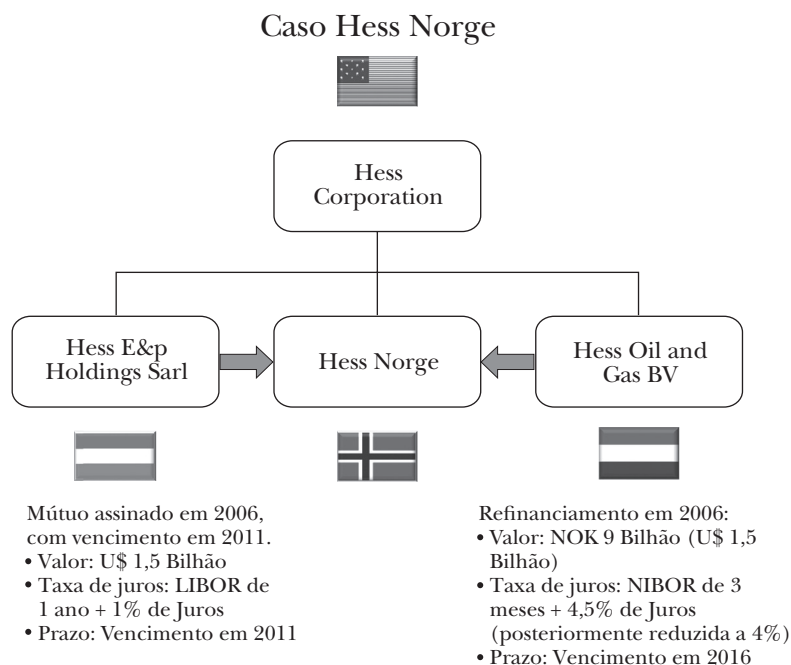 Caso Hess Norge
Hess
Corporation
Hess E&p
Holdings Sarl
Hess Norge
Hess Oil and
Gas BV
Mútuo assinado em 2006,
com vencimento em 2011.
• Valor: U$ 1,5 Bilhão
• Taxa de juros: LIBOR de
1 ano + 1% de Juros
• Prazo: Vencimento em 2011
Refinanciamento em 2006:
• Valor: NOK 9 Bilhão (U$ 1,5
Bilhão)
• Taxa de juros: NIBOR de 3
meses + 4,5% de Juros
(posteriormente reduzida a 4%)
• Prazo: Vencimento em 2016